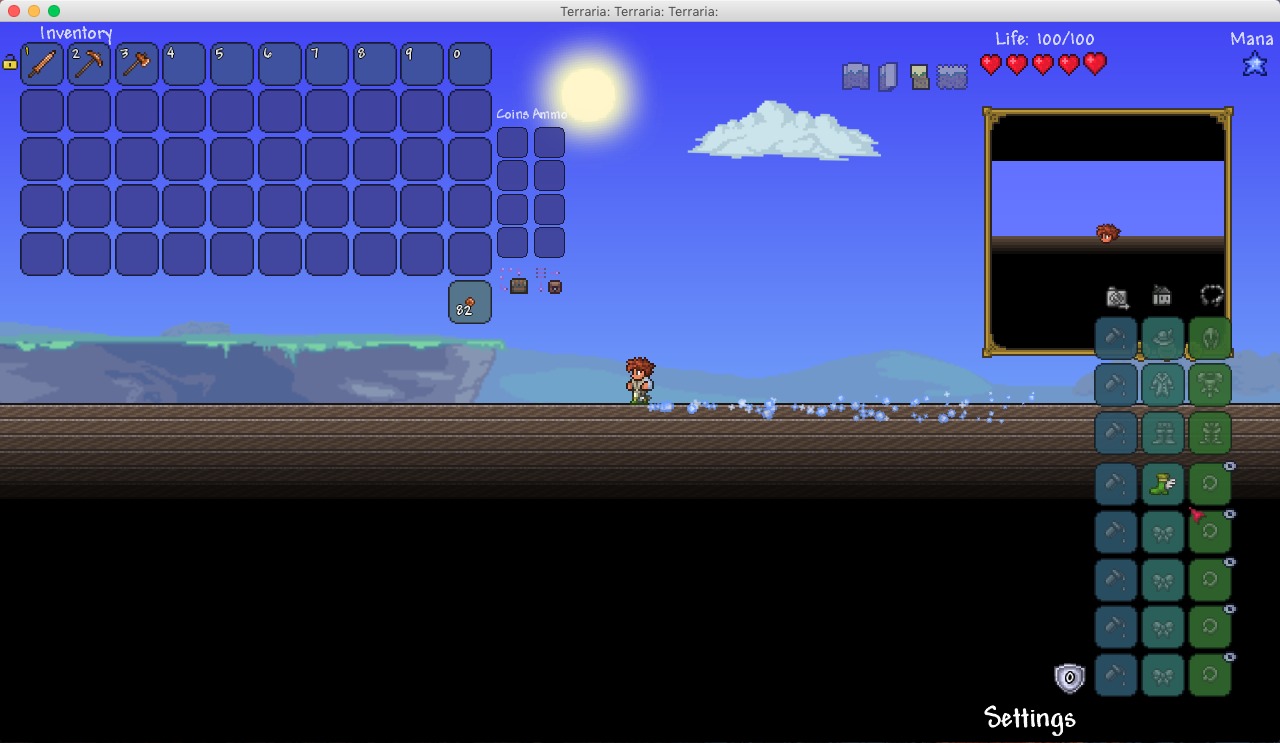 Terraria: Terraria: Terraria:
Inventory
Life: 100/100
Mana
1 2 3 4 5 6 7 8 9 0
Coins Ammo
82
0
Settings